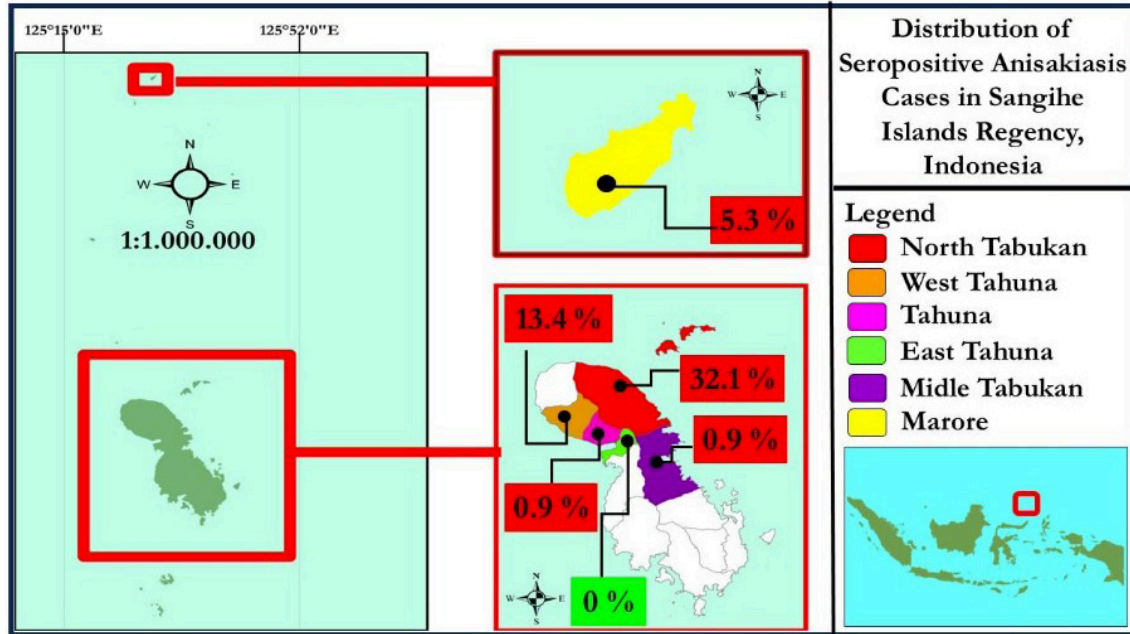 125°15'0"E
125°52'0"E
N
W
E
S
1:1.000.000
N
W
E
S
5.3 %
13.4 %
32.1 %
0.9 %
0.9 %
0 %
N
W
E
S
Distribution of
Seropositive Anisakiasis
Cases in Sangihe
Islands Regency,
Indonesia
Legend
North Tabukan
West Tahuna
Tahuna
East Tahuna
Midle Tabukan
Marore